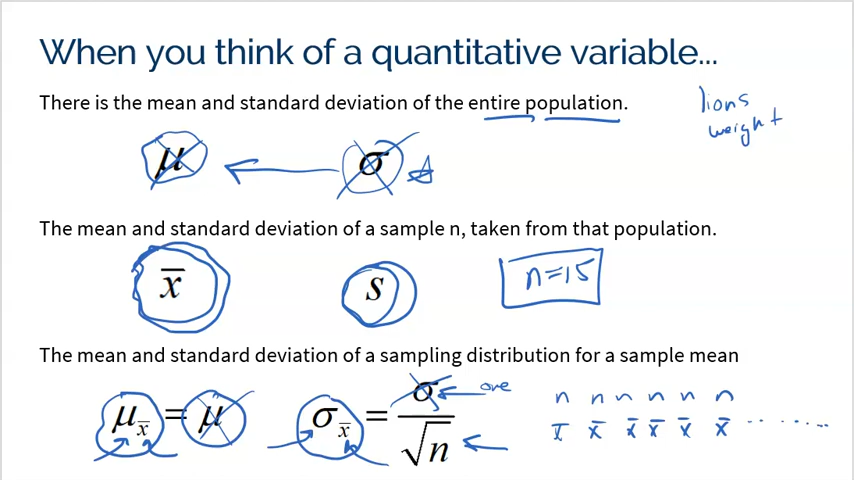 When you think of a quantitative variable...
There is the mean and standard deviation of the entire population.
lions
weight
μ σ
The mean and standard deviation of a sample n, taken from that population.
x̄ s n=15
The mean and standard deviation of a sampling distribution for a sample mean
μx̄ = μ σx̄ = σ/√n
n n n n n n
x̄ x̄ x̄ x̄ x̄ x̄ ........